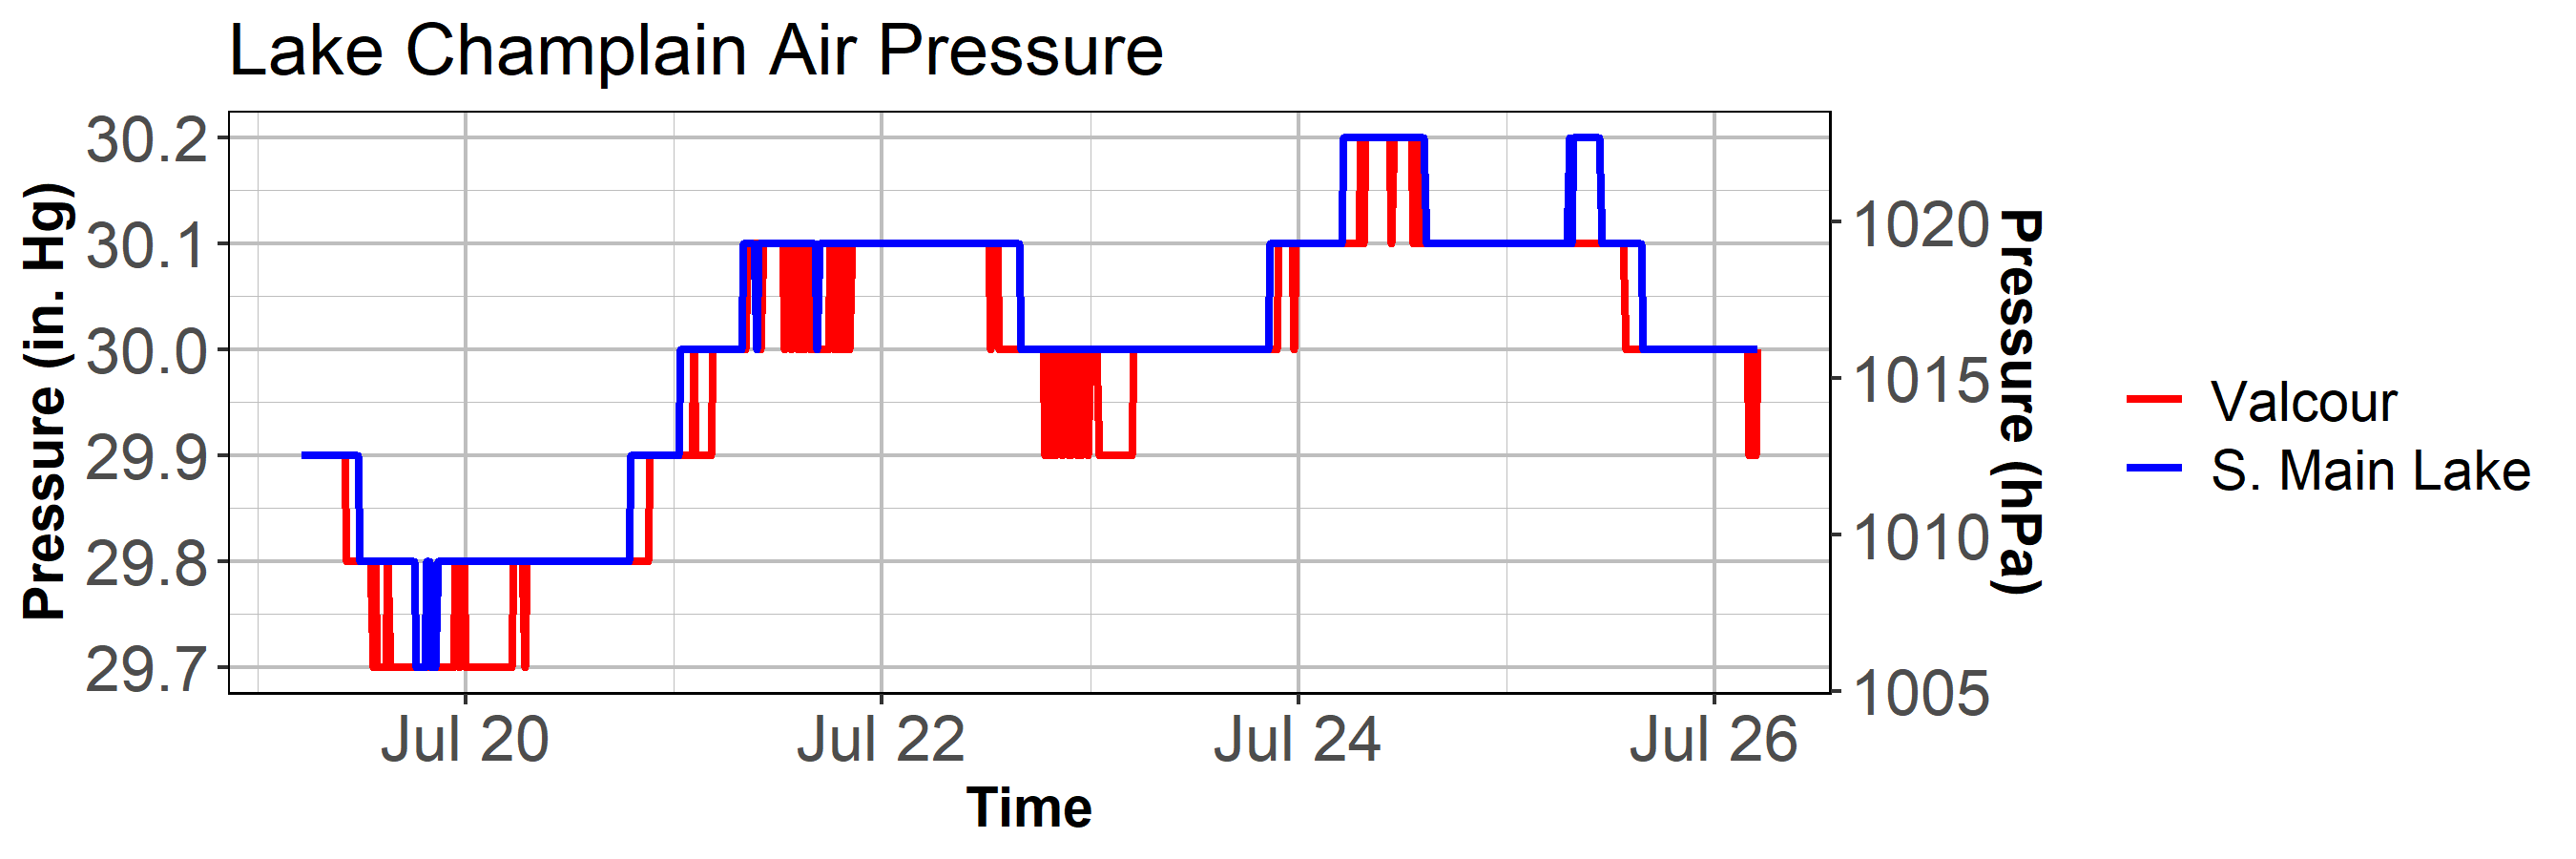 Lake Champlain Air Pressure
Pressure (in. Hg)
30.2
30.1
30.0
29.9
29.8
29.7
1020
1015
1010
1005
Pressure (hPa)
Jul 20
Jul 22
Jul 24
Jul 26
Time
Valcour
S. Main Lake